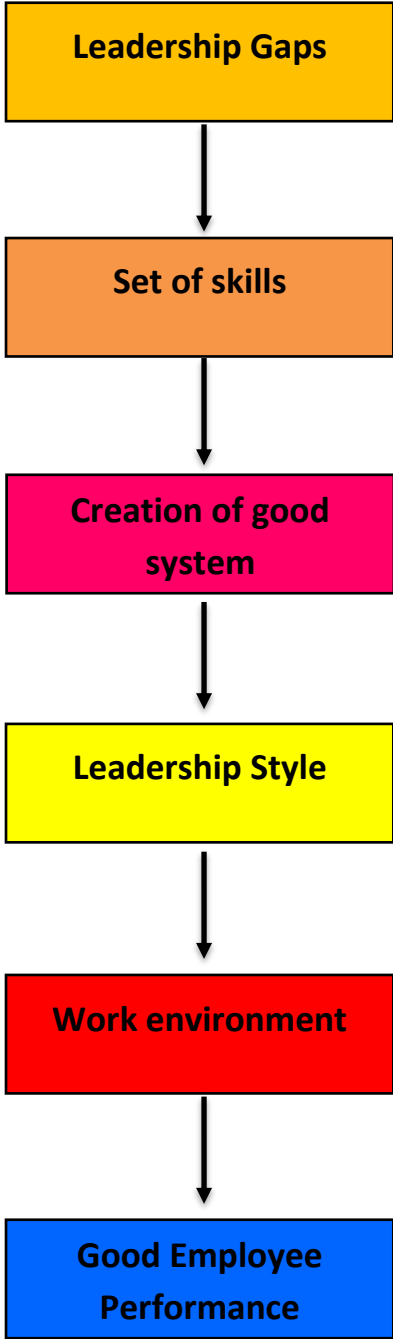 Leadership Gaps
Set of skills
Creation of good
system
Leadership Style
Work environment
Good Employee
Performance